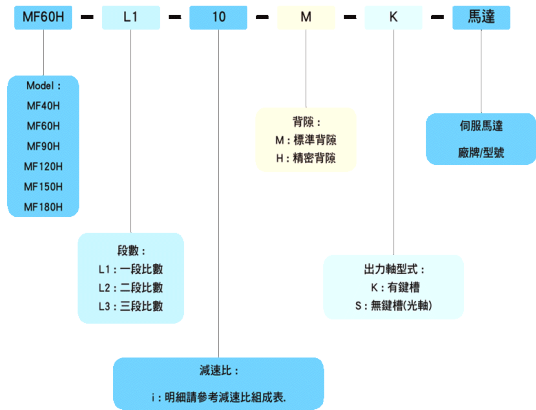 MF60H - L1 - 10 - M - K - 馬達
Model :
MF40H
MF60H
MF90H
MF120H
MF150H
MF180H
背隙 :
M : 標準背隙
H : 精密背隙
伺服馬達
廠牌/型號
段數 :
L1 : 一段比數
L2 : 二段比數
L3 : 三段比數
出力軸型式 :
K : 有鍵槽
S : 無鍵槽(光軸)
減速比 :
i : 明細請參考減速比組成表.